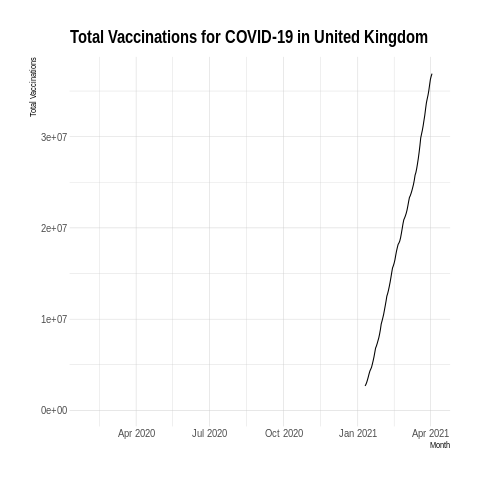 Total Vaccinations for COVID-19 in United Kingdom
Total Vaccinations
3e+07
2e+07
1e+07
0e+00
Apr 2020 Jul 2020 Oct 2020 Jan 2021 Apr 2021
Month